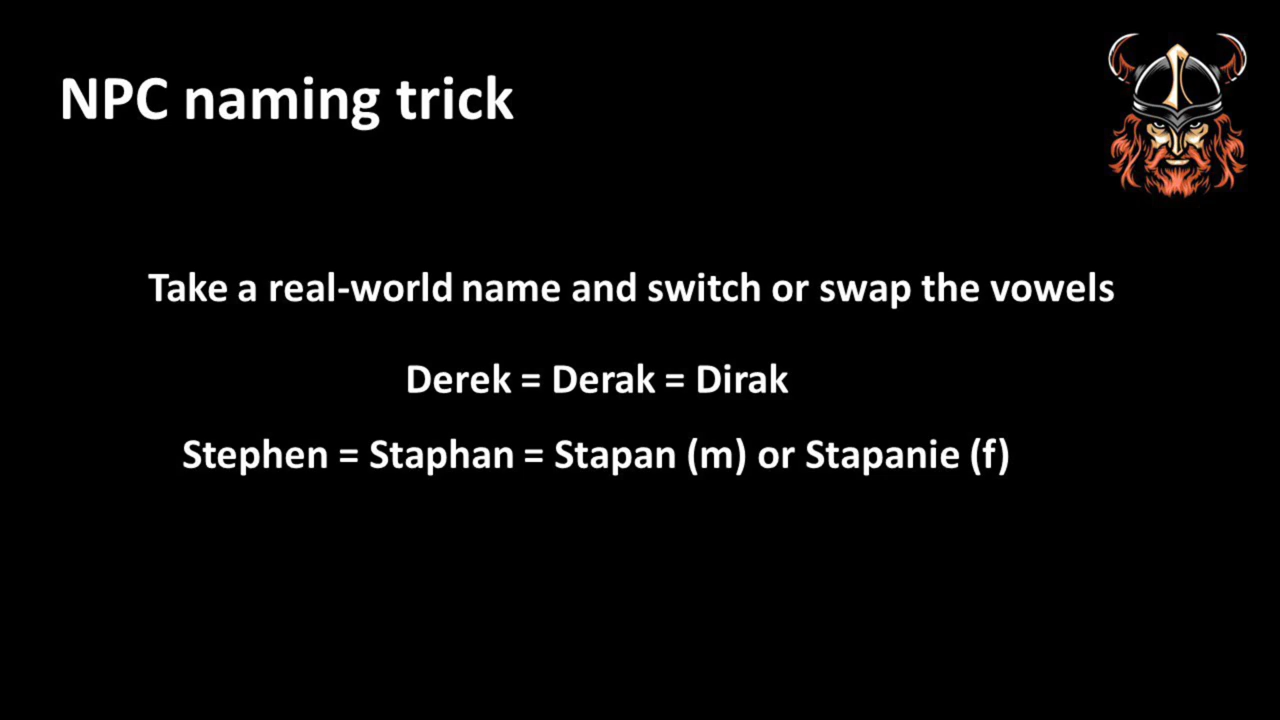 NPC naming trick
Take a real-world name and switch or swap the vowels
Derek = Derak = Dirak
Stephen = Staphan = Stapan (m) or Stapanie (f)